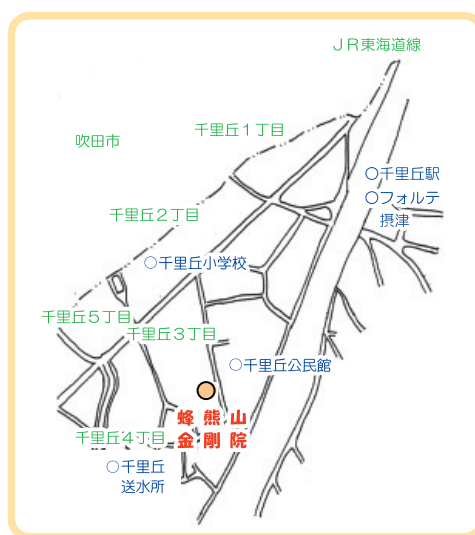 JR東海道線
千里丘1丁目
吹田市
○千里丘駅
○フォルテ
摂津
千里丘2丁目
○千里丘小学校
千里丘5丁目
千里丘3丁目
○千里丘公民館
蜂熊山
金剛院
千里丘4丁目
○千里丘
送水所